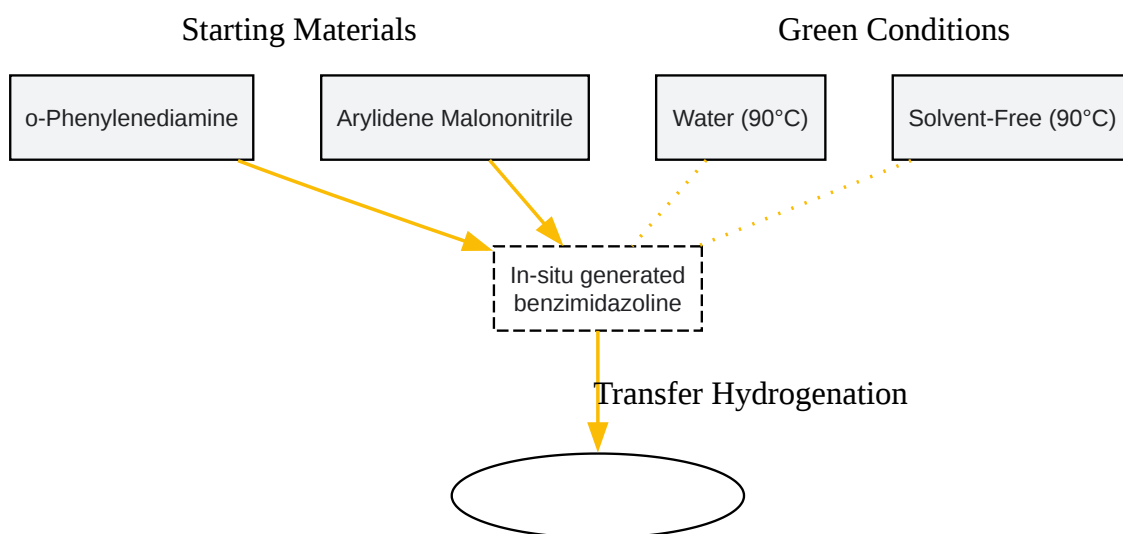 Starting Materials
Green Conditions
o-Phenylenediamine
Arylidene Malononitrile
Water (90°C)
Solvent-Free (90°C)
In-situ generated
benzimidazoline
Transfer Hydrogenation